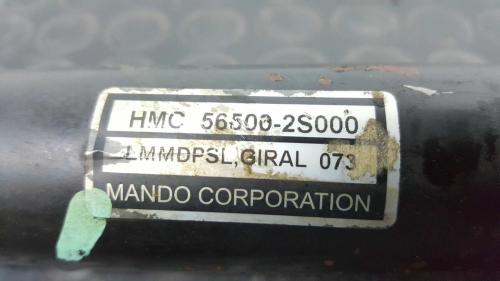 HMC 56500-2S000
LMMDPSL,GIRAL 073
MANDO CORPORATION